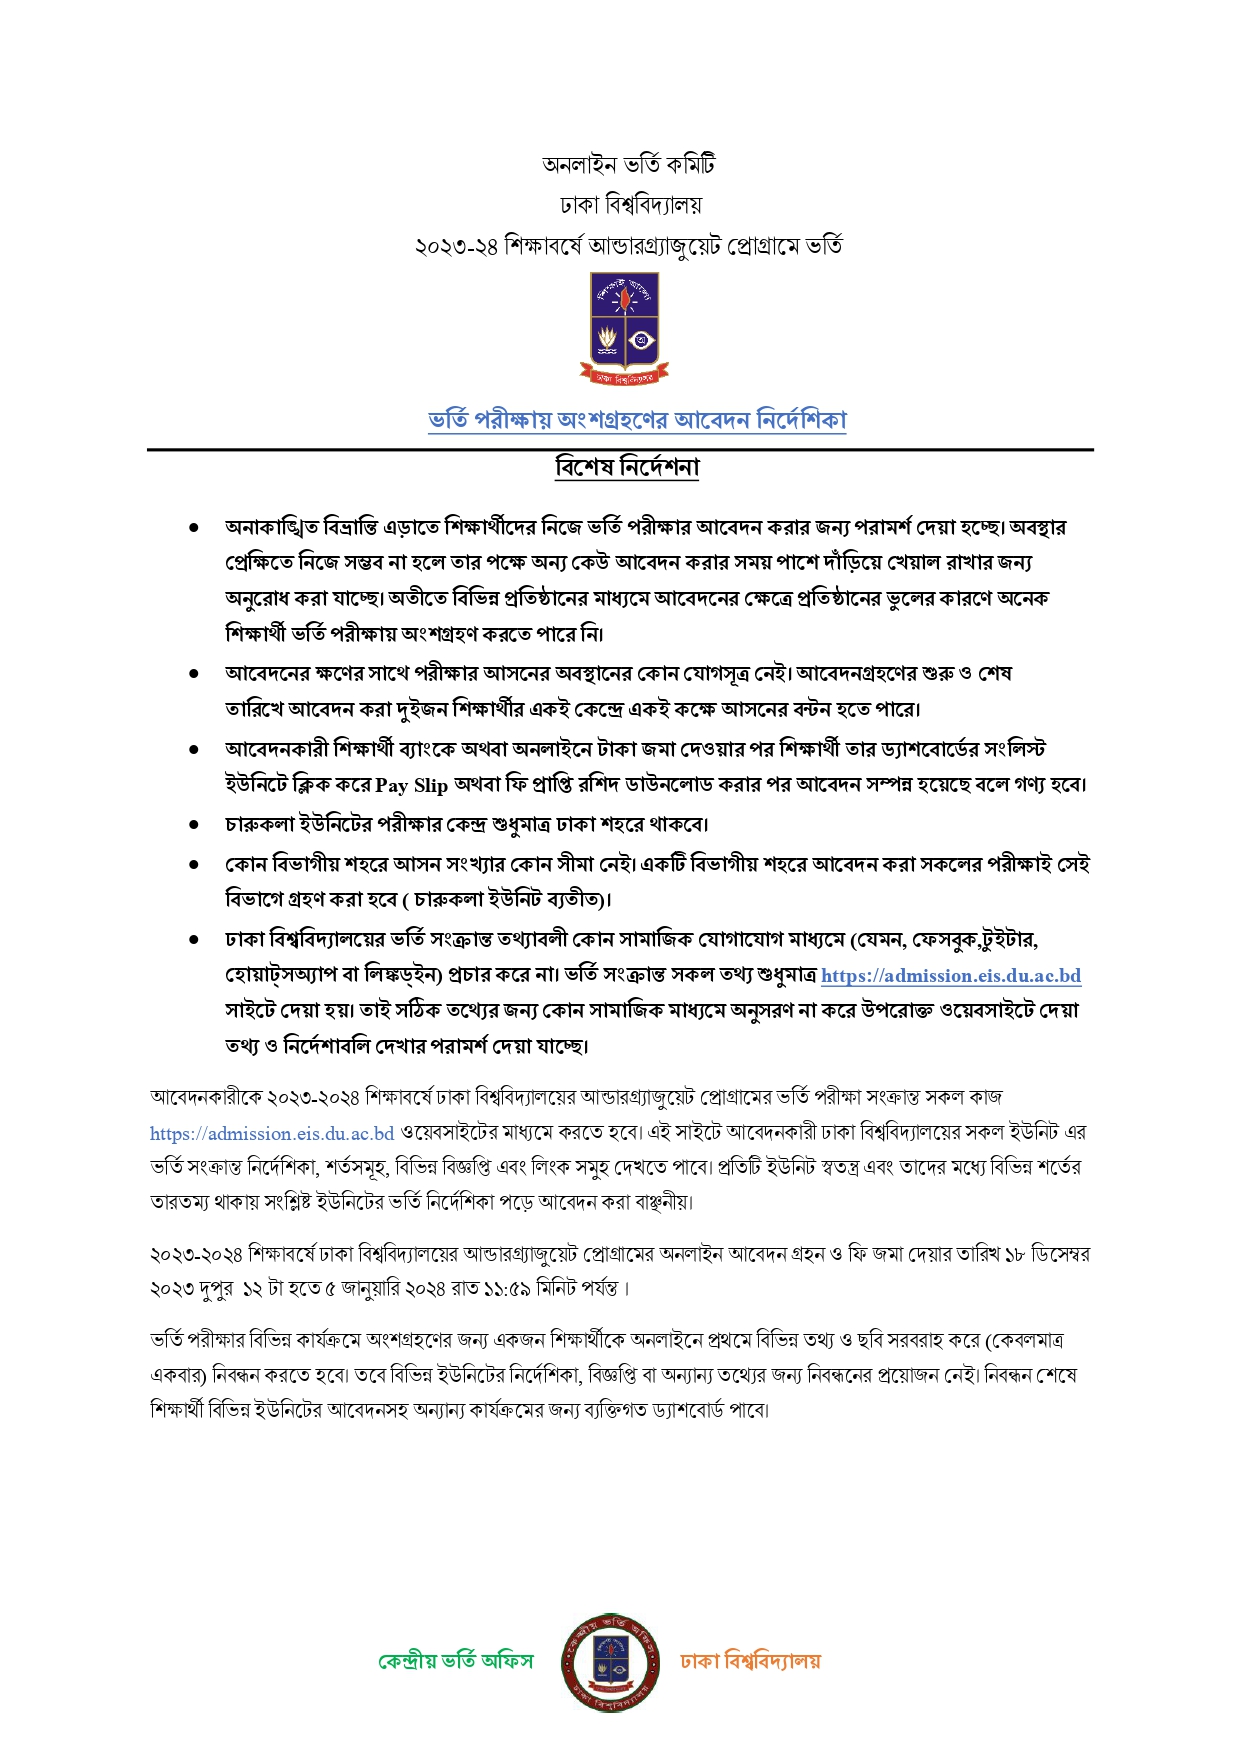 অনলাইন ভর্তি কমিটি
ঢাকা বিশ্ববিদ্যালয়
২০২৩-২৪ শিক্ষাবর্ষে আন্ডারগ্র্যাজুয়েট প্রোগ্রামে ভর্তি
শিক্ষাই আলো
ঢাকা বিশ্ববিদ্যালয়
ভর্তি পরীক্ষায় অংশগ্রহণের আবেদন নির্দেশিকা
বিশেষ নির্দেশনা
● অনাকাঙ্খিত বিভ্রান্তি এড়াতে শিক্ষার্থীদের নিজে ভর্তি পরীক্ষার আবেদন করার জন্য পরামর্শ দেয়া হচ্ছে। অবস্থার
প্রেক্ষিতে নিজে সম্ভব না হলে তার পক্ষে অন্য কেউ আবেদন করার সময় পাশে দাঁড়িয়ে খেয়াল রাখার জন্য
অনুরোধ করা যাচ্ছে। অতীতে বিভিন্ন প্রতিষ্ঠানের মাধ্যমে আবেদনের ক্ষেত্রে প্রতিষ্ঠানের ভুলের কারণে অনেক
শিক্ষার্থী ভর্তি পরীক্ষায় অংশগ্রহণ করতে পারে নি।
● আবেদনের ক্ষণের সাথে পরীক্ষার আসনের অবস্থানের কোন যোগসূত্র নেই। আবেদনগ্রহণের শুরু ও শেষ
তারিখে আবেদন করা দুইজন শিক্ষার্থীর একই কেন্দ্রে একই কক্ষে আসনের বন্টন হতে পারে।
● আবেদনকারী শিক্ষার্থী ব্যাংকে অথবা অনলাইনে টাকা জমা দেওয়ার পর শিক্ষার্থী তার ড্যাশবোর্ডের সংলিস্ট
ইউনিটে ক্লিক করে Pay Slip অথবা ফি প্রাপ্তি রশিদ ডাউনলোড করার পর আবেদন সম্পন্ন হয়েছে বলে গণ্য হবে।
● চারুকলা ইউনিটের পরীক্ষার কেন্দ্র শুধুমাত্র ঢাকা শহরে থাকবে।
● কোন বিভাগীয় শহরে আসন সংখ্যার কোন সীমা নেই। একটি বিভাগীয় শহরে আবেদন করা সকলের পরীক্ষাই সেই
বিভাগে গ্রহণ করা হবে ( চারুকলা ইউনিট ব্যতীত)।
● ঢাকা বিশ্ববিদ্যালয়ের ভর্তি সংক্রান্ত তথ্যাবলী কোন সামাজিক যোগাযোগ মাধ্যমে (যেমন, ফেসবুক,টুইটার,
হোয়াট্সঅ্যাপ বা লিঙ্কড্ইন) প্রচার করে না। ভর্তি সংক্রান্ত সকল তথ্য শুধুমাত্র https://admission.eis.du.ac.bd
সাইটে দেয়া হয়। তাই সঠিক তথ্যের জন্য কোন সামাজিক মাধ্যমে অনুসরণ না করে উপরোক্ত ওয়েবসাইটে দেয়া
তথ্য ও নির্দেশাবলি দেখার পরামর্শ দেয়া যাচ্ছে।
আবেদনকারীকে ২০২৩-২০২৪ শিক্ষাবর্ষে ঢাকা বিশ্ববিদ্যালয়ের আন্ডারগ্র্যাজুয়েট প্রোগ্রামের ভর্তি পরীক্ষা সংক্রান্ত সকল কাজ
https://admission.eis.du.ac.bd ওয়েবসাইটের মাধ্যমে করতে হবে। এই সাইটে আবেদনকারী ঢাকা বিশ্ববিদ্যালয়ের সকল ইউনিট এর
ভর্তি সংক্রান্ত নির্দেশিকা, শর্তসমূহ, বিভিন্ন বিজ্ঞপ্তি এবং লিংক সমুহ দেখতে পাবে। প্রতিটি ইউনিট স্বতন্ত্র এবং তাদের মধ্যে বিভিন্ন শর্তের
তারতম্য থাকায় সংশ্লিষ্ট ইউনিটের ভর্তি নির্দেশিকা পড়ে আবেদন করা বাঞ্ছনীয়।
২০২৩-২০২৪ শিক্ষাবর্ষে ঢাকা বিশ্ববিদ্যালয়ের আন্ডারগ্র্যাজুয়েট প্রোগ্রামের অনলাইন আবেদন গ্রহন ও ফি জমা দেয়ার তারিখ ১৮ ডিসেম্বর
২০২৩ দুপুর ১২ টা হতে ৫ জানুয়ারি ২০২৪ রাত ১১:৫৯ মিনিট পর্যন্ত ।
ভর্তি পরীক্ষার বিভিন্ন কার্যক্রমে অংশগ্রহণের জন্য একজন শিক্ষার্থীকে অনলাইনে প্রথমে বিভিন্ন তথ্য ও ছবি সরবরাহ করে (কেবলমাত্র
একবার) নিবন্ধন করতে হবে। তবে বিভিন্ন ইউনিটের নির্দেশিকা, বিজ্ঞপ্তি বা অন্যান্য তথ্যের জন্য নিবন্ধনের প্রয়োজন নেই। নিবন্ধন শেষে
শিক্ষার্থী বিভিন্ন ইউনিটের আবেদনসহ অন্যান্য কার্যক্রমের জন্য ব্যক্তিগত ড্যাশবোর্ড পাবে।
কেন্দ্রীয় ভর্তি অফিস
কেন্দ্রীয় ভর্তি অফিস
ঢাকা বিশ্ববিদ্যালয়
ঢাকা বিশ্ববিদ্যালয়